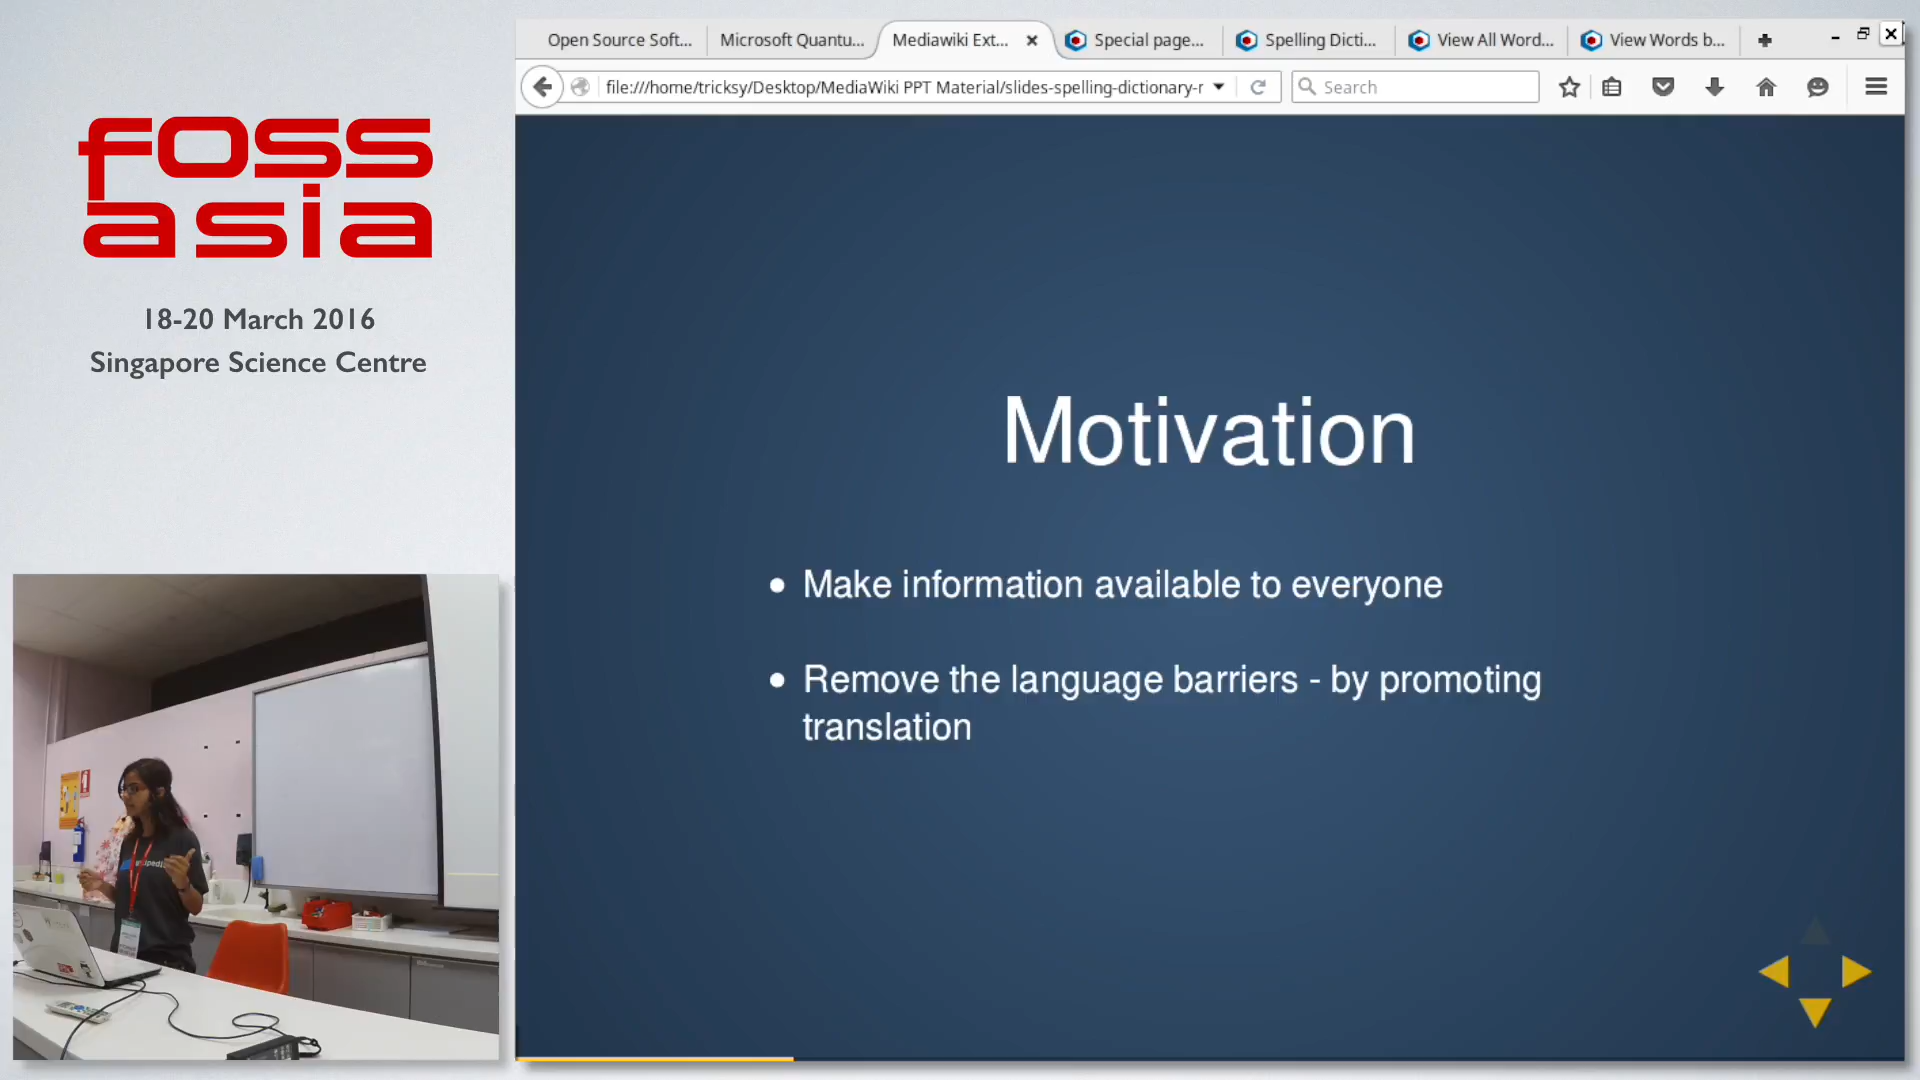 foss
asia
18-20 March 2016
Singapore Science Centre
Open Source Soft...
Microsoft Quantu...
Mediawiki Ext...
Special page...
Spelling Dicti...
View All Word...
View Words b...
file:///home/tricksy/Desktop/MediaWiki PPT Material/slides-spelling-dictionary-r
Search
Motivation
• Make information available to everyone
• Remove the language barriers - by promoting
translation